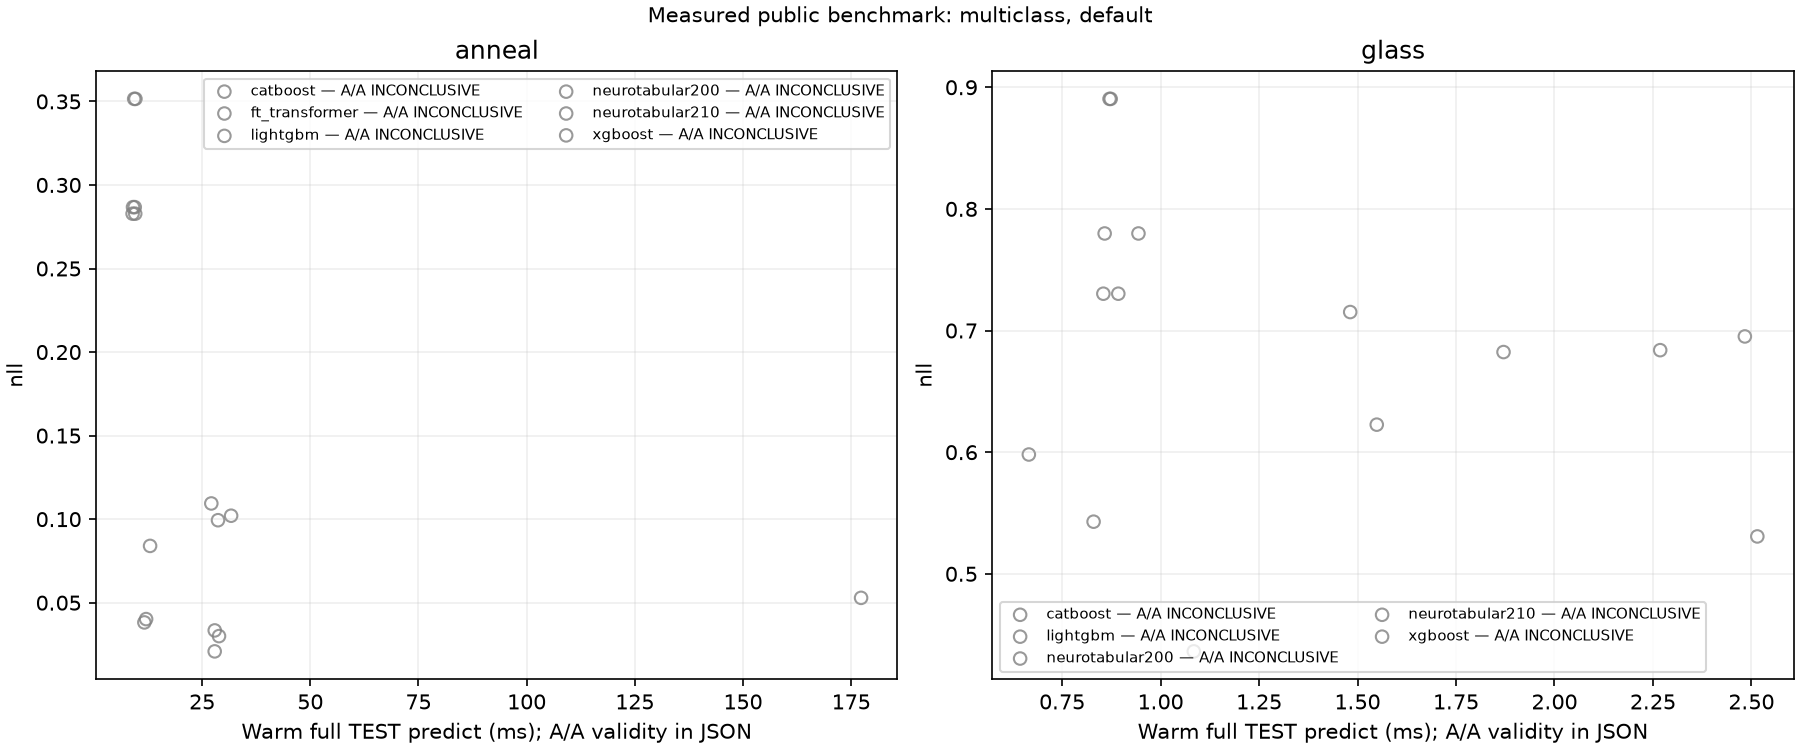 Measured public benchmark: multiclass, default
anneal
nll
0.35
0.30
0.25
0.20
0.15
0.10
0.05
catboost — A/A INCONCLUSIVE
ft_transformer — A/A INCONCLUSIVE
lightgbm — A/A INCONCLUSIVE
neurotabular200 — A/A INCONCLUSIVE
neurotabular210 — A/A INCONCLUSIVE
xgboost — A/A INCONCLUSIVE
25 50 75 100 125 150 175
Warm full TEST predict (ms); A/A validity in JSON
glass
nll
0.9
0.8
0.7
0.6
0.5
catboost — A/A INCONCLUSIVE
lightgbm — A/A INCONCLUSIVE
neurotabular200 — A/A INCONCLUSIVE
neurotabular210 — A/A INCONCLUSIVE
xgboost — A/A INCONCLUSIVE
0.75 1.00 1.25 1.50 1.75 2.00 2.25 2.50
Warm full TEST predict (ms); A/A validity in JSON